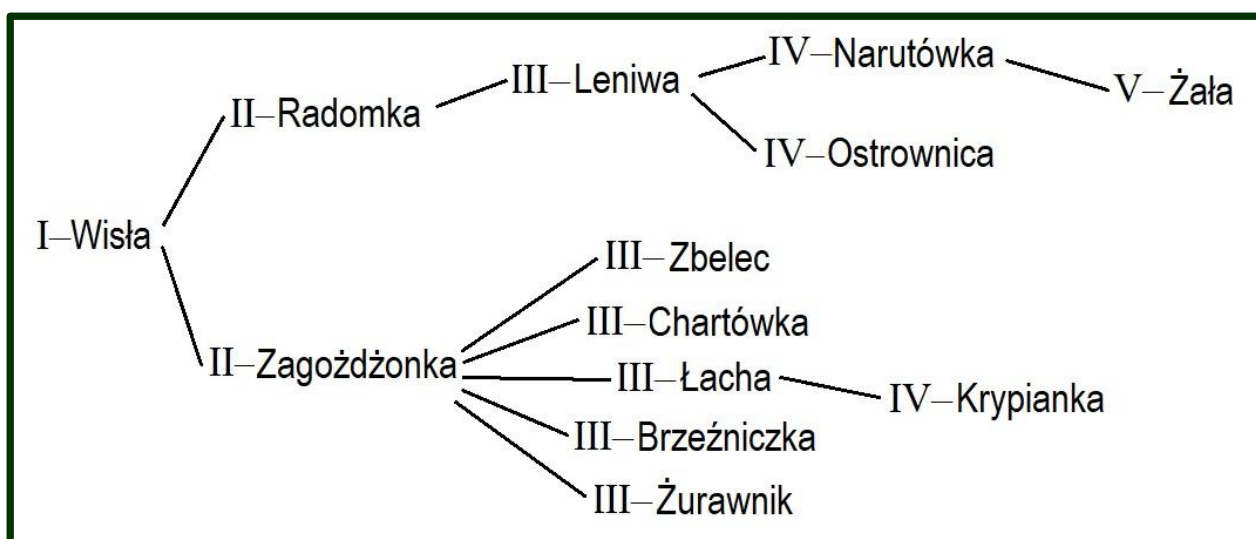 IV–Narutówka
III–Leniwa
V–Żała
II–Radomka
IV–Ostrownica
I–Wisła
III–Zbelec
III–Chartówka
II–Zagożdżonka
III–Łacha
IV–Krypianka
III–Brzeźniczka
III–Żurawnik